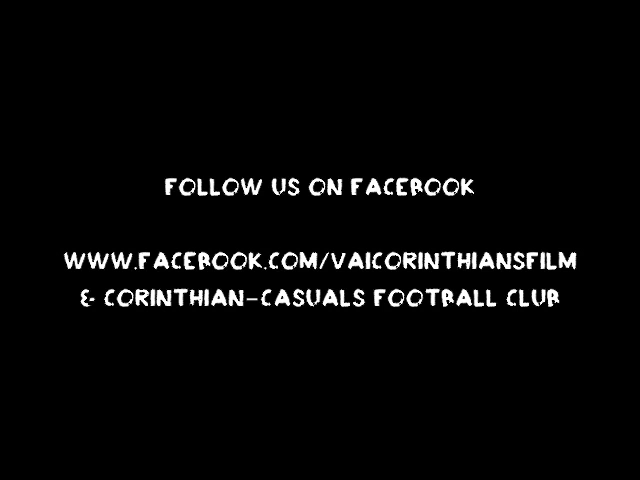 FOLLOW US ON FACEBOOK
WWW.FACEBOOK.COM/VAICORINTHIANSFILM
& CORINTHIAN-CASUALS FOOTBALL CLUB